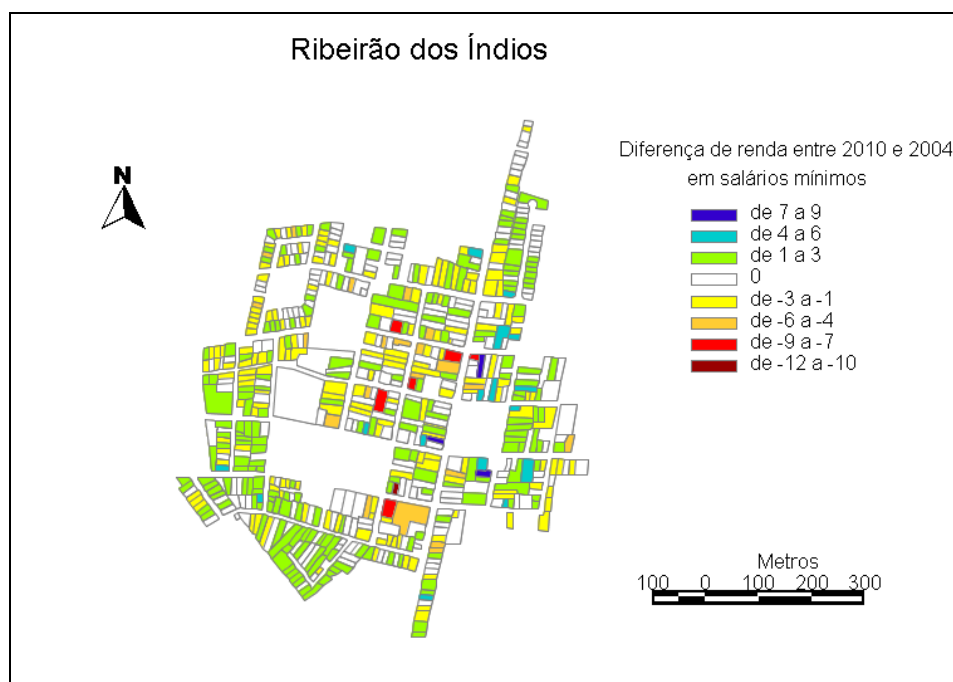 Ribeirão dos Índios
N
Diferença de renda entre 2010 e 2004
em salários mínimos
de 7 a 9
de 4 a 6
de 1 a 3
0
de -3 a -1
de -6 a -4
de -9 a -7
de -12 a -10
Metros
100 0 100 200 300